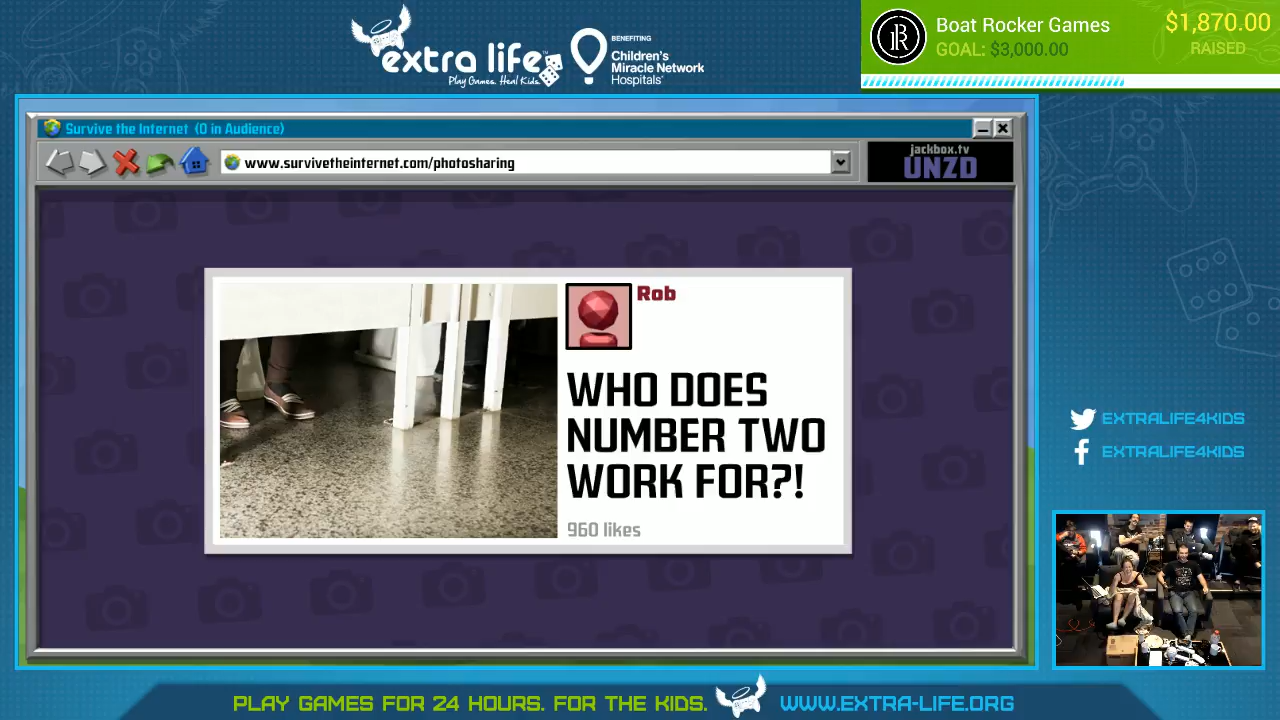 extra life
Play Games. Heal Kids.
BENEFITING
Children's
Miracle Network
Hospitals
Boat Rocker Games
GOAL: $3,000.00
$1,870.00
RAISED
Survive the Internet (0 in Audience)
www.survivetheinternet.com/photosharing
jackbox.tv
UNZD
Rob
WHO DOES
NUMBER TWO
WORK FOR?!
960 likes
EXTRALIFE4KIDS
EXTRALIFE4KIDS
PLAY GAMES FOR 24 HOURS. FOR THE KIDS.
WWW.EXTRA-LIFE.ORG